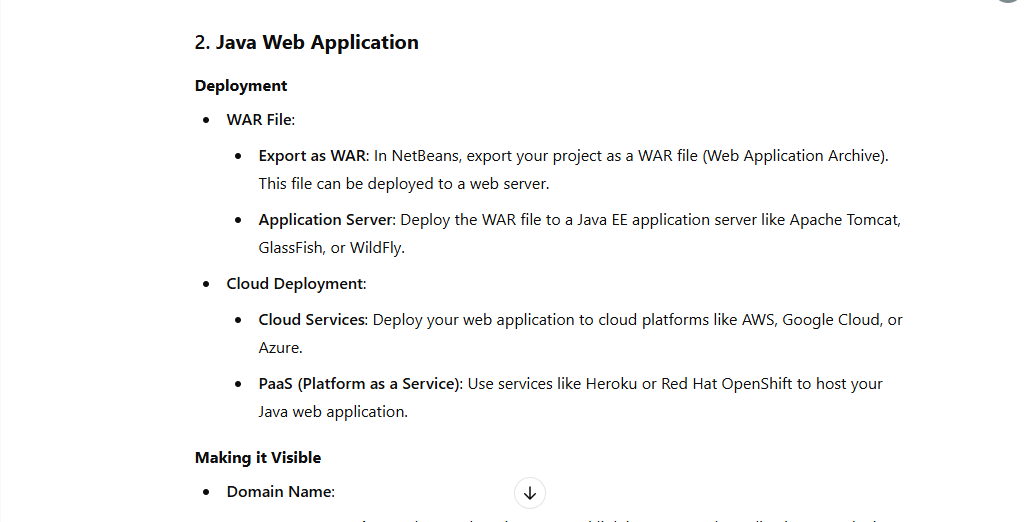 2. Java Web Application
Deployment
• WAR File:
• Export as WAR: In NetBeans, export your project as a WAR file (Web Application Archive).
This file can be deployed to a web server.
• Application Server: Deploy the WAR file to a Java EE application server like Apache Tomcat,
GlassFish, or WildFly.
• Cloud Deployment:
• Cloud Services: Deploy your web application to cloud platforms like AWS, Google Cloud, or
Azure.
• PaaS (Platform as a Service): Use services like Heroku or Red Hat OpenShift to host your
Java web application.
Making it Visible
• Domain Name: